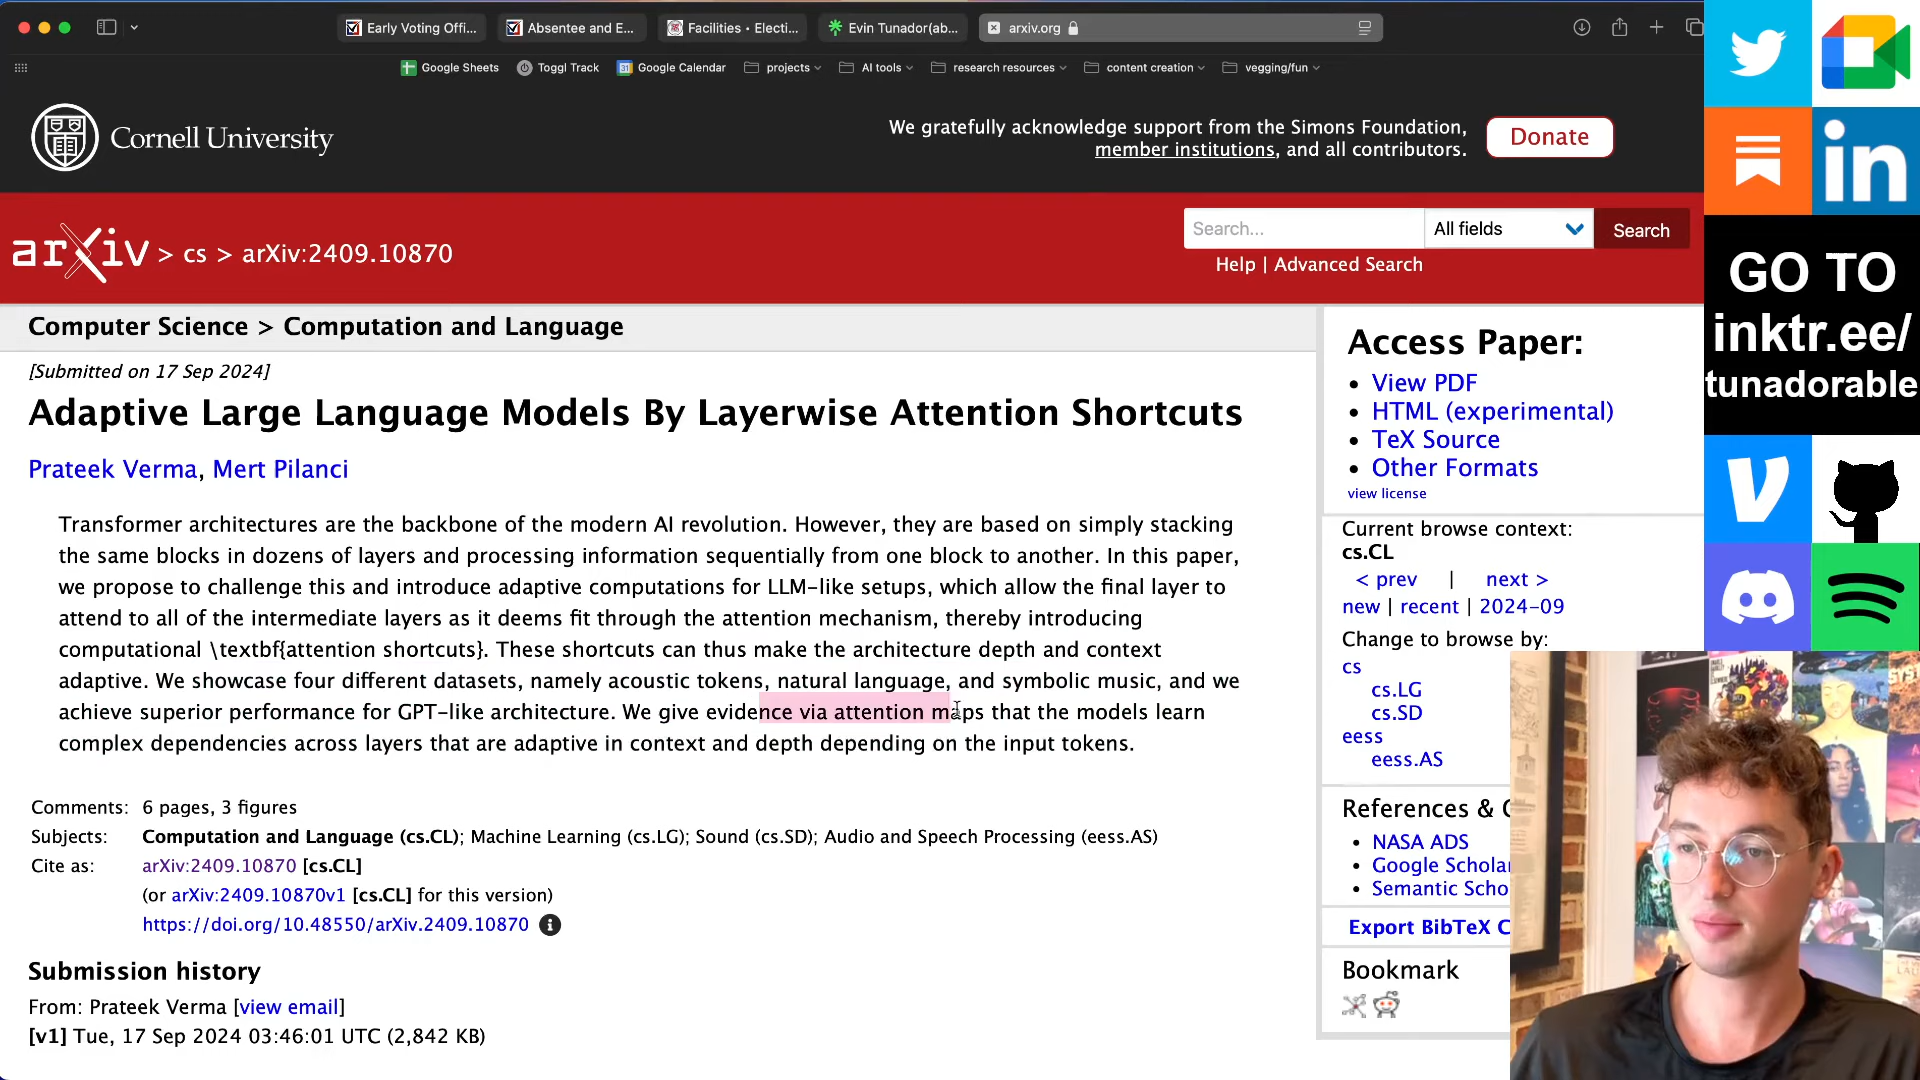 Early Voting Offi...
Absentee and E...
Facilities • Electi...
Evin Tunador(ab...
arxiv.org
Google Sheets
Toggl Track
Google Calendar
projects
AI tools
research resources
content creation
vegging/fun
Cornell University
We gratefully acknowledge support from the Simons Foundation,
member institutions, and all contributors.
Donate
arXiv > cs > arXiv:2409.10870
Search...
All fields
Search
Help | Advanced Search
Computer Science > Computation and Language
[Submitted on 17 Sep 2024]
Adaptive Large Language Models By Layerwise Attention Shortcuts
Prateek Verma, Mert Pilanci
Transformer architectures are the backbone of the modern AI revolution. However, they are based on simply stacking
the same blocks in dozens of layers and processing information sequentially from one block to another. In this paper,
we propose to challenge this and introduce adaptive computations for LLM-like setups, which allow the final layer to
attend to all of the intermediate layers as it deems fit through the attention mechanism, thereby introducing
computational \textbf{attention shortcuts}. These shortcuts can thus make the architecture depth and context
adaptive. We showcase four different datasets, namely acoustic tokens, natural language, and symbolic music, and we
achieve superior performance for GPT-like architecture. We give evidence via attention maps that the models learn
complex dependencies across layers that are adaptive in context and depth depending on the input tokens.
Comments: 6 pages, 3 figures
Subjects: Computation and Language (cs.CL); Machine Learning (cs.LG); Sound (cs.SD); Audio and Speech Processing (eess.AS)
Cite as: arXiv:2409.10870 [cs.CL]
(or arXiv:2409.10870v1 [cs.CL] for this version)
https://doi.org/10.48550/arXiv.2409.10870
Submission history
From: Prateek Verma [view email]
[v1] Tue, 17 Sep 2024 03:46:01 UTC (2,842 KB)
Access Paper:
View PDF
HTML (experimental)
TeX Source
Other Formats
view license
Current browse context:
cs.CL
< prev | next >
new | recent | 2024-09
Change to browse by:
cs
cs.LG
cs.SD
eess
eess.AS
References & C
NASA ADS
Google Scholar
Semantic Scho
Export BibTeX C
Bookmark
in
GO TO
inktr.ee/
tunadorable